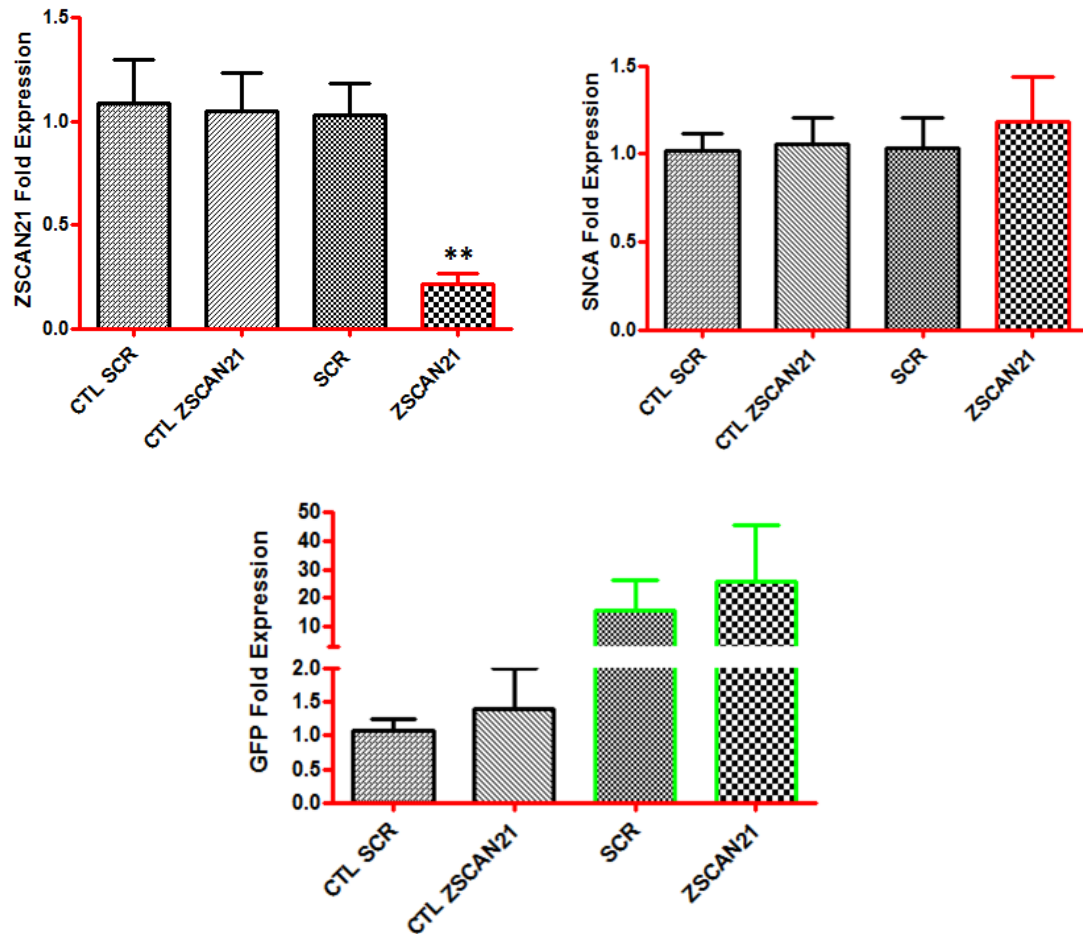 ZSCAN21 Fold Expression
1.5
1.0
0.5
0.0
**
CTL SCR
CTL ZSCAN21
SCR
ZSCAN21
SNCA Fold Expression
1.5
1.0
0.5
0.0
CTL SCR
CTL ZSCAN21
SCR
ZSCAN21
GFP Fold Expression
50
40
30
20
10
2.0
1.5
1.0
0.5
0.0
CTL SCR
CTL ZSCAN21
SCR
ZSCAN21